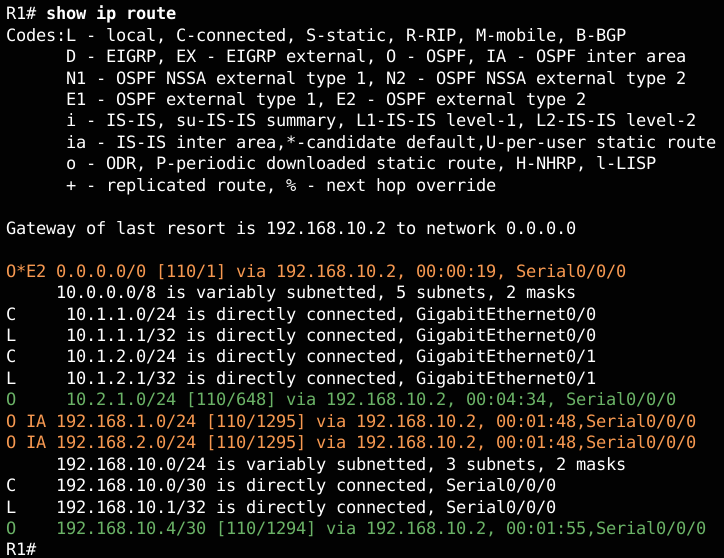 R1# show ip route
Codes:L - local, C-connected, S-static, R-RIP, M-mobile, B-BGP
      D - EIGRP, EX - EIGRP external, O - OSPF, IA - OSPF inter area
      N1 - OSPF NSSA external type 1, N2 - OSPF NSSA external type 2
      E1 - OSPF external type 1, E2 - OSPF external type 2
      i - IS-IS, su-IS-IS summary, L1-IS-IS level-1, L2-IS-IS level-2
      ia - IS-IS inter area,*-candidate default,U-per-user static route
      o - ODR, P-periodic downloaded static route, H-NHRP, l-LISP
      + - replicated route, % - next hop override

Gateway of last resort is 192.168.10.2 to network 0.0.0.0

O*E2 0.0.0.0/0 [110/1] via 192.168.10.2, 00:00:19, Serial0/0/0
     10.0.0.0/8 is variably subnetted, 5 subnets, 2 masks
C     10.1.1.0/24 is directly connected, GigabitEthernet0/0
L     10.1.1.1/32 is directly connected, GigabitEthernet0/0
C     10.1.2.0/24 is directly connected, GigabitEthernet0/1
L     10.1.2.1/32 is directly connected, GigabitEthernet0/1
O     10.2.1.0/24 [110/648] via 192.168.10.2, 00:04:34, Serial0/0/0
O IA 192.168.1.0/24 [110/1295] via 192.168.10.2, 00:01:48,Serial0/0/0
O IA 192.168.2.0/24 [110/1295] via 192.168.10.2, 00:01:48,Serial0/0/0
     192.168.10.0/24 is variably subnetted, 3 subnets, 2 masks
C    192.168.10.0/30 is directly connected, Serial0/0/0
L    192.168.10.1/32 is directly connected, Serial0/0/0
O    192.168.10.4/30 [110/1294] via 192.168.10.2, 00:01:55,Serial0/0/0
R1#